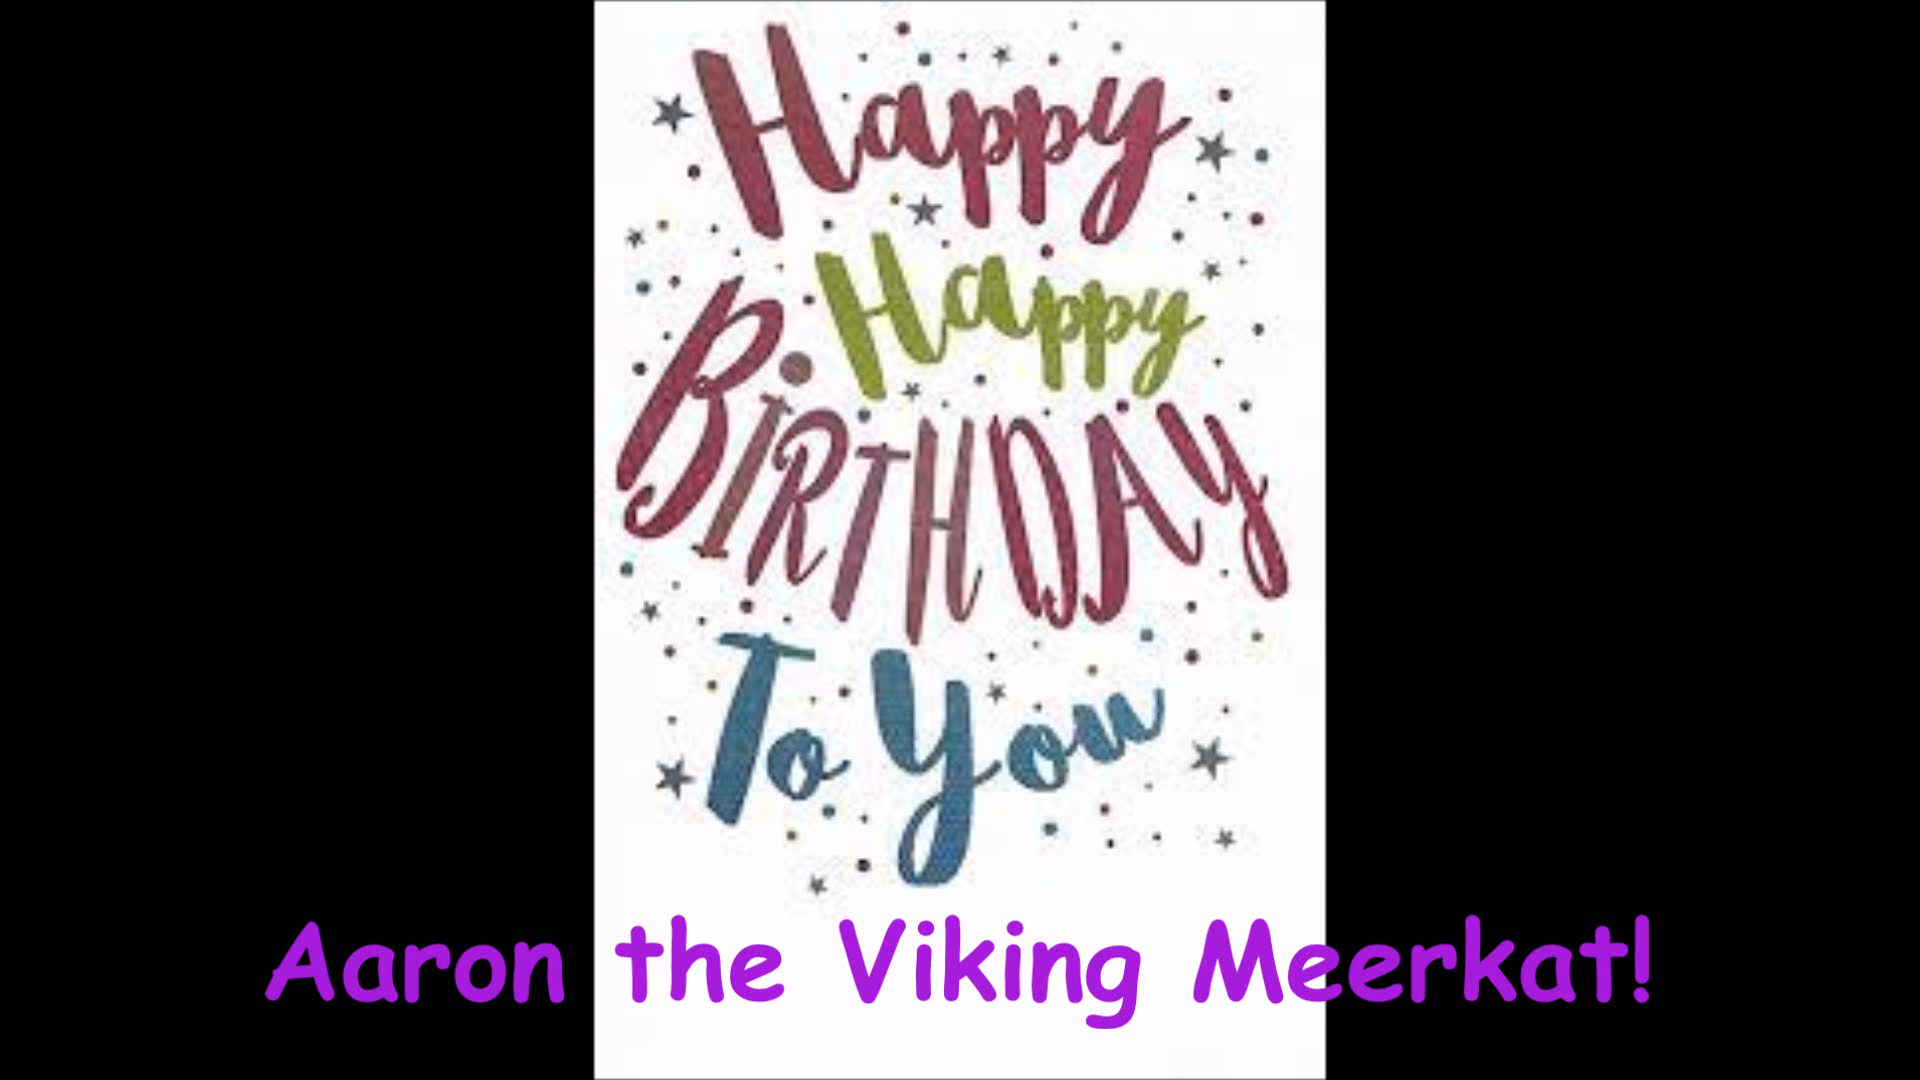 Happy
Happy
BIRTHDAY
To You
Aaron the Viking Meerkat!